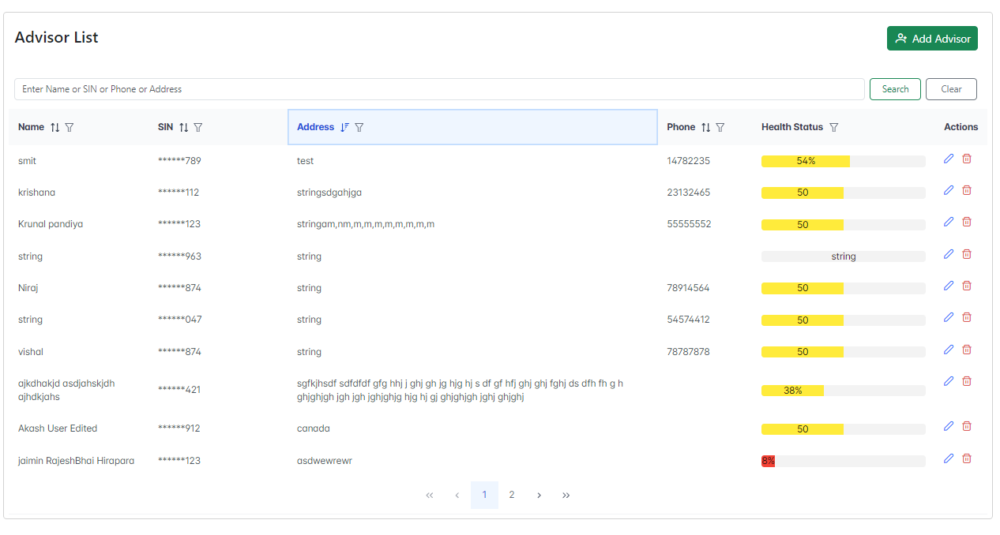 Advisor List
Add Advisor
Enter Name or SIN or Phone or Address
Search Clear
Name SIN Address Phone Health Status Actions
smit ******789 test 14782235 54%
krishana ******112 stringsdgahjga 23132465 50
Krunal pandiya ******123 stringam,nm,m,m,m,m,m,m,m,m 55555552 50
string ******963 string string
Niraj ******874 string 78914564 50
string ******047 string 54574412 50
vishal ******874 string 78787878 50
ajkdhakjd asdjahskjdh
ajhdkjahs
******421
sgfkjhsdf sdfdfdf gfg hhj j ghj gh jg hjg hj s df gf hfj ghj ghj fghj ds dfh fh g h
ghjghjgh jgh jgh jghjghjg hjg hj gj ghjghjgh jghj ghjghj
38%
Akash User Edited ******912 canada 50
jaimin RajeshBhai Hirapara ******123 asdwewrewr 8%
1 2